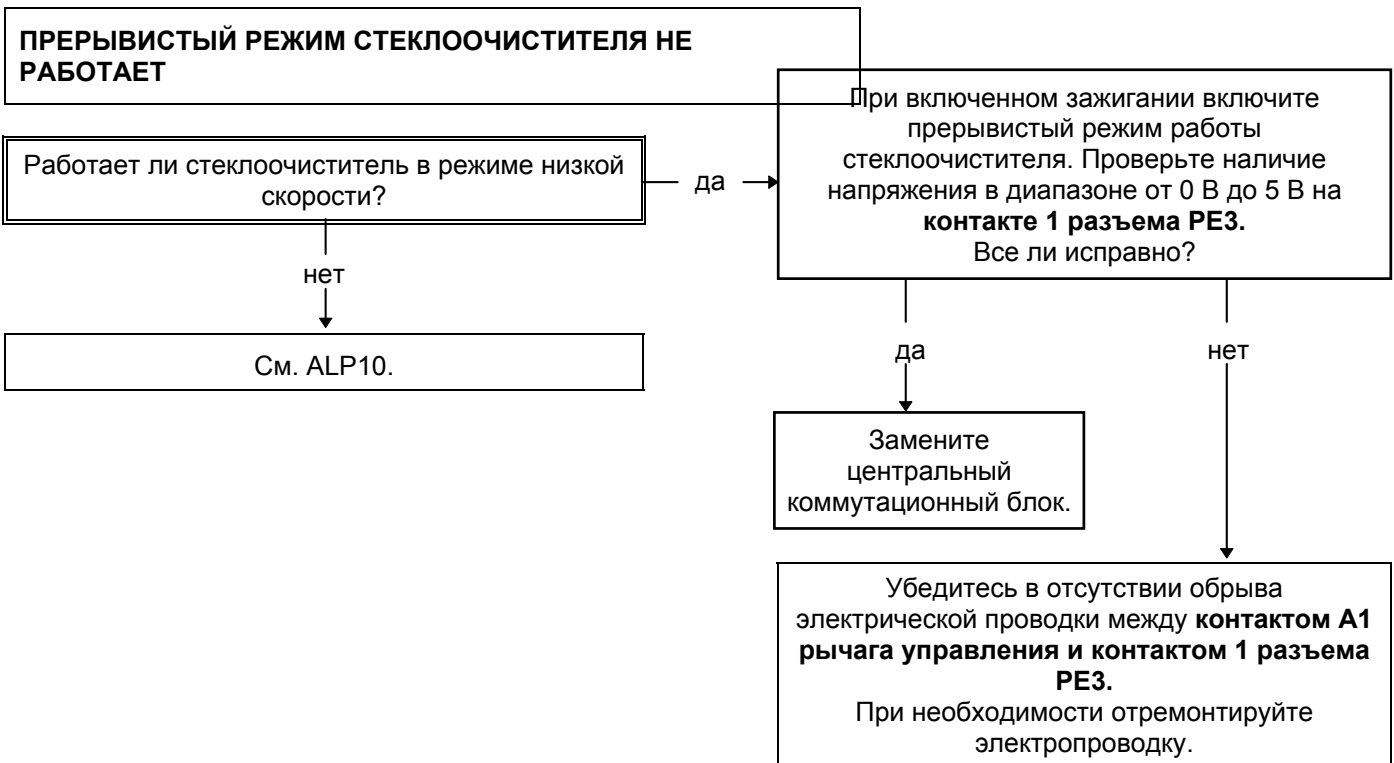 ПРЕРЫВИСТЫЙ РЕЖИМ СТЕКЛООЧИСТИТЕЛЯ НЕ
РАБОТАЕТ
Работает ли стеклоочиститель в режиме низкой
скорости?
да
При включенном зажигании включите
прерывистый режим работы
стеклоочистителя. Проверьте наличие
напряжения в диапазоне от 0 В до 5 В на
контакте 1 разъема PE3.
Все ли исправно?
нет
См. ALP10.
да
нет
Замените
центральный
коммутационный блок.
Убедитесь в отсутствии обрыва
электрической проводки между контактом A1
рычага управления и контактом 1 разъема
PE3.
При необходимости отремонтируйте
электропроводку.